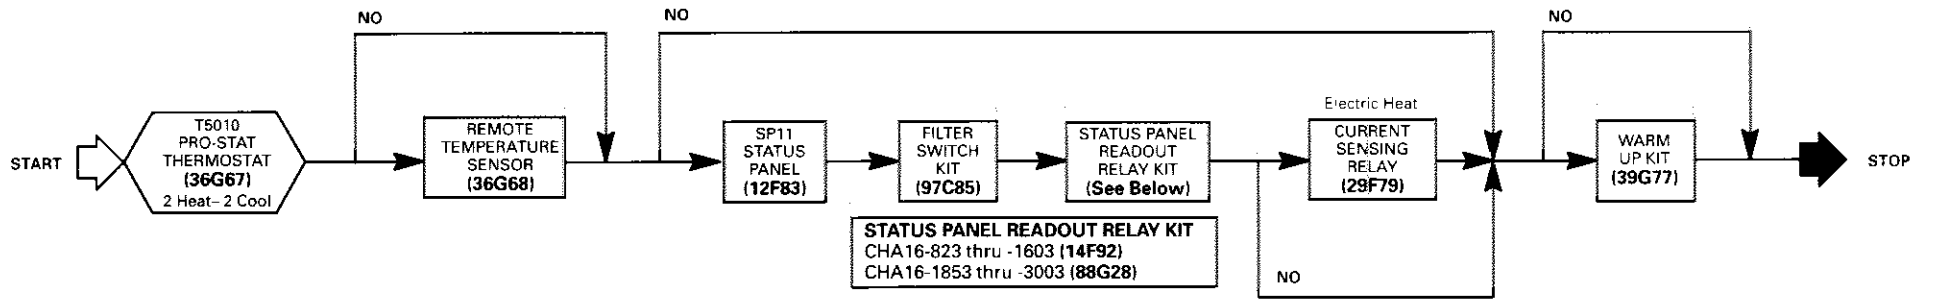 NO
NO
NO
START
T5010
PRO-STAT
THERMOSTAT
(36G67)
2 Heat–2 Cool
REMOTE
TEMPERATURE
SENSOR
(36G68)
SP11
STATUS
PANEL
(12F83)
FILTER
SWITCH
KIT
(97C85)
STATUS PANEL
READOUT
RELAY KIT
(See Below)
Electric Heat
CURRENT
SENSING
RELAY
(29F79)
WARM
UP KIT
(39G77)
STOP
STATUS PANEL READOUT RELAY KIT
CHA16-823 thru -1603 (14F92)
CHA16-1853 thru -3003 (88G28)
NO